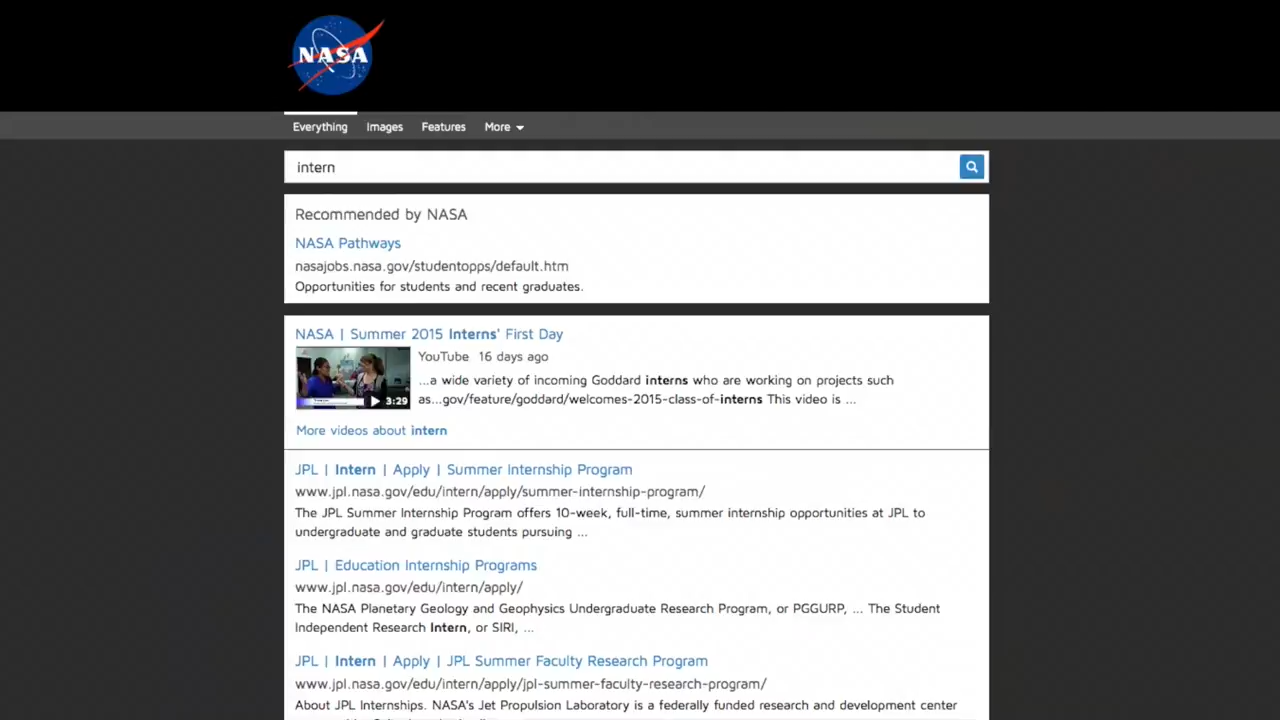 NASA
Everything Images Features More
intern
Recommended by NASA
NASA Pathways
nasajobs.nasa.gov/studentopps/default.htm
Opportunities for students and recent graduates.
NASA | Summer 2015 Interns' First Day
YouTube 16 days ago
...a wide variety of incoming Goddard interns who are working on projects such
as...gov/feature/goddard/welcomes-2015-class-of-interns This video is ...
3:29
More videos about intern
JPL | Intern | Apply | Summer Internship Program
www.jpl.nasa.gov/edu/intern/apply/summer-internship-program/
The JPL Summer Internship Program offers 10-week, full-time, summer internship opportunities at JPL to
undergraduate and graduate students pursuing ...
JPL | Education Internship Programs
www.jpl.nasa.gov/edu/intern/apply/
The NASA Planetary Geology and Geophysics Undergraduate Research Program, or PGGURP, ... The Student
Independent Research Intern, or SIRI, ...
JPL | Intern | Apply | JPL Summer Faculty Research Program
www.jpl.nasa.gov/edu/intern/apply/jpl-summer-faculty-research-program/
About JPL Internships. NASA's Jet Propulsion Laboratory is a federally funded research and development center